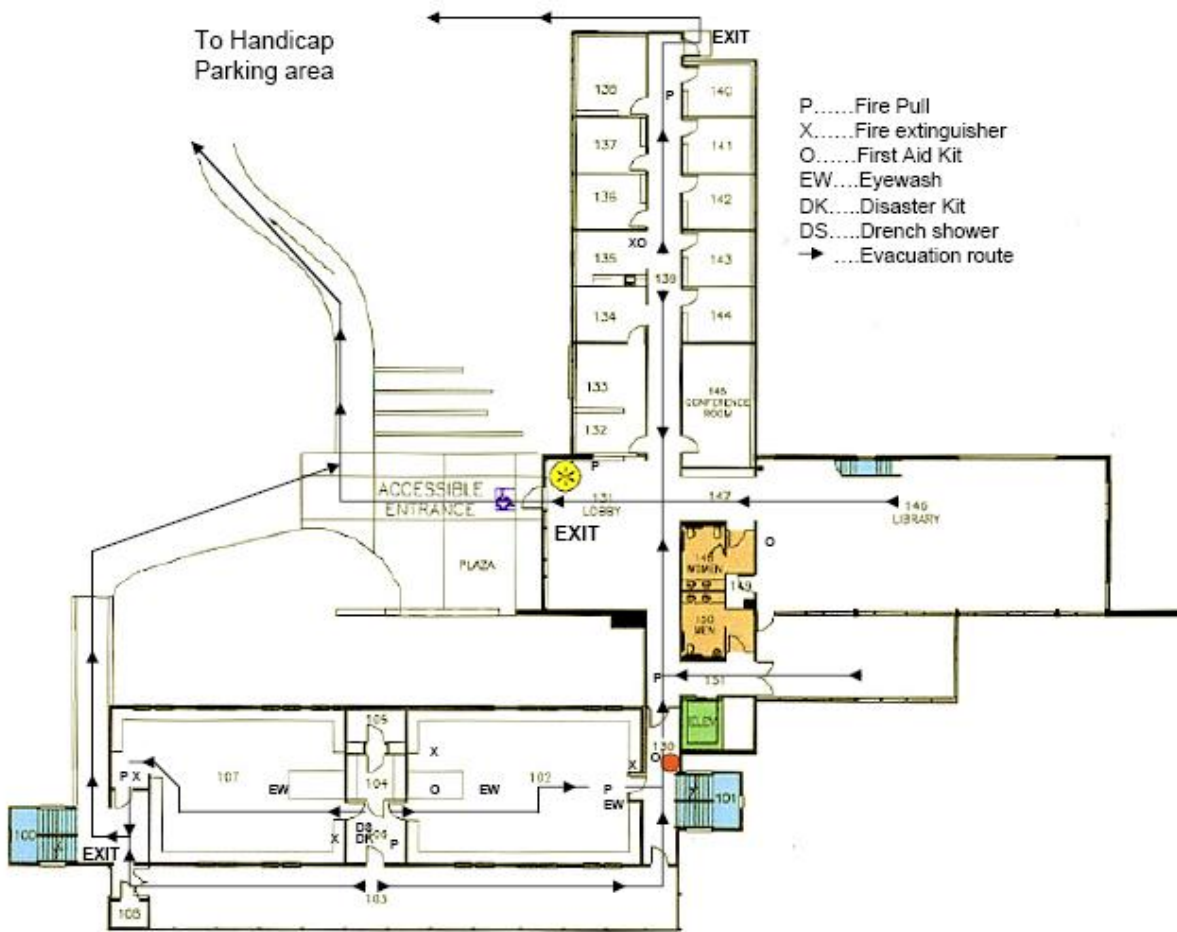 To Handicap
Parking area
EXIT
P......Fire Pull
X......Fire extinguisher
O......First Aid Kit
EW....Eyewash
DK.....Disaster Kit
DS.....Drench shower
....Evacuation route
138
140
P
137
141
136
142
XO
135
139
143
134
144
133
145
CONFERENCE
ROOM
132
P
ACCESSIBLE
ENTRANCE
131
LOBBY
147
146
LIBRARY
EXIT
O
PLAZA
148
WOMEN
149
150
MEN
P
151
ELEV
105
X
130
O
X
P X
107
104
102
EW
O
EW
P
EW
101
100
DS
DK
106
X
P
EXIT
103
108